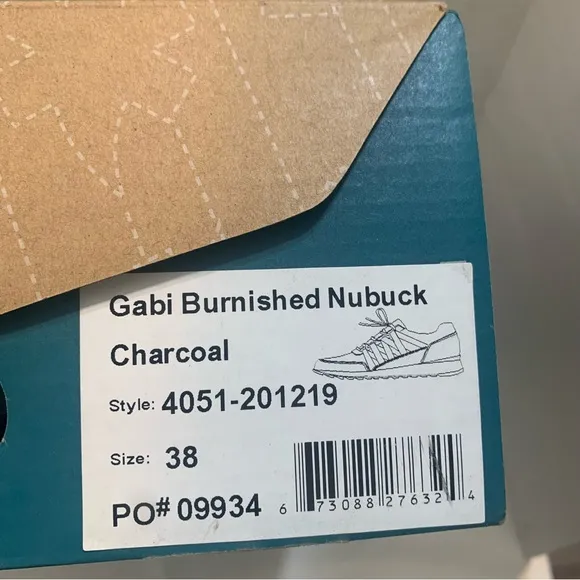 Gabi Burnished Nubuck
Charcoal
Style: 4051-201219
Size: 38
PO# 09934
6 73088 27632 4